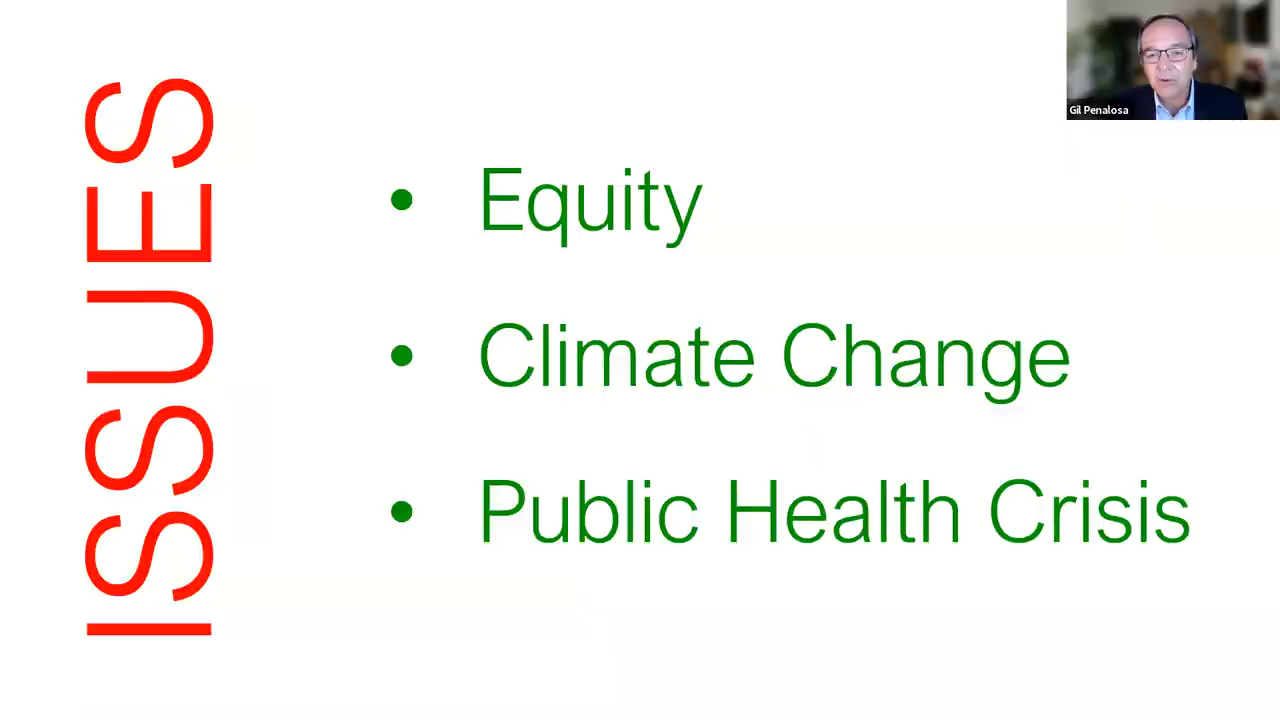 ISSUES
• Equity
• Climate Change
• Public Health Crisis
Gil Penalosa